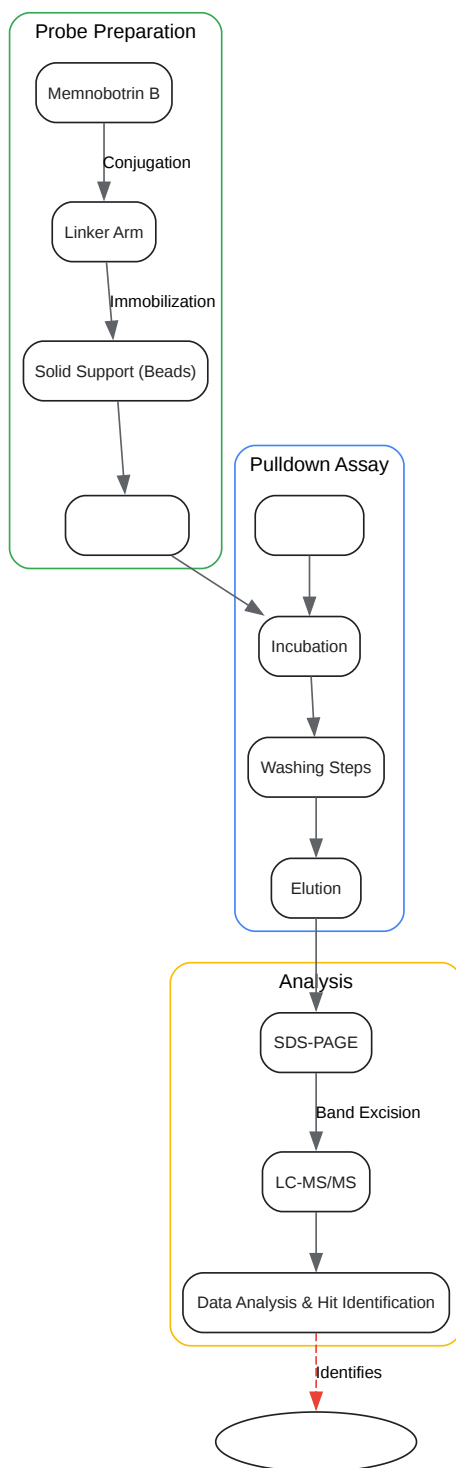 Probe Preparation
Memnobotrin B
Conjugation
Linker Arm
Immobilization
Solid Support (Beads)
Pulldown Assay
Incubation
Washing Steps
Elution
Analysis
SDS-PAGE
Band Excision
LC-MS/MS
Data Analysis & Hit Identification
Identifies